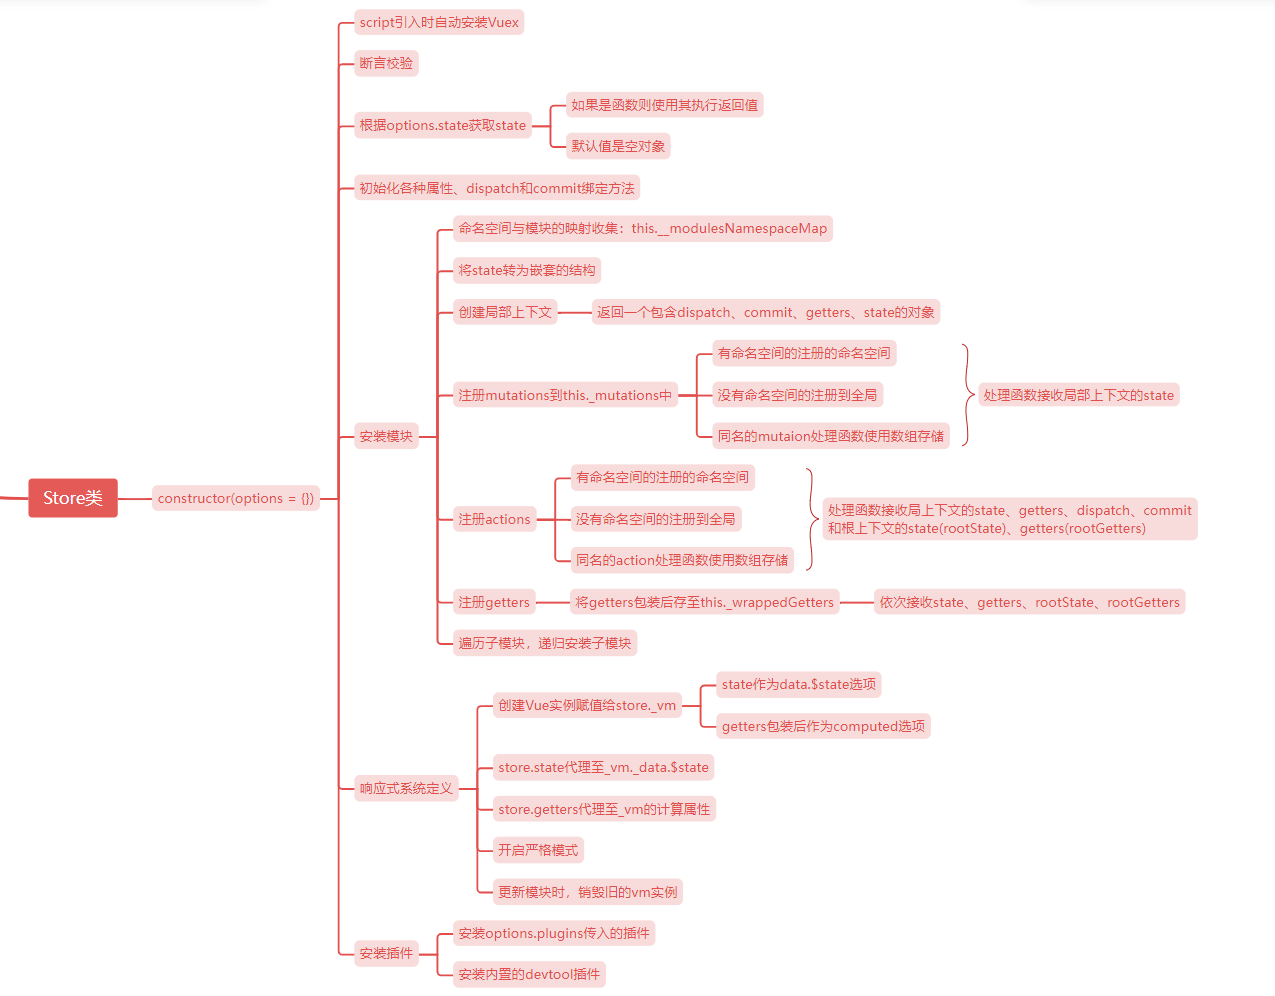 Store类
constructor(options = {})
script引入时自动安装Vuex
断言校验
根据options.state获取state
如果是函数则使用其执行返回值
默认值是空对象
初始化各种属性、dispatch和commit绑定方法
安装模块
命名空间与模块的映射收集：this.__modulesNamespaceMap
将state转为嵌套的结构
创建局部上下文
返回一个包含dispatch、commit、getters、state的对象
注册mutations到this._mutations中
有命名空间的注册的命名空间
没有命名空间的注册到全局
同名的mutaion处理函数使用数组存储
处理函数接收局部上下文的state
注册actions
有命名空间的注册的命名空间
没有命名空间的注册到全局
同名的action处理函数使用数组存储
处理函数接收局上下文的state、getters、dispatch、commit
和根上下文的state(rootState)、getters(rootGetters)
注册getters
将getters包装后存至this._wrappedGetters
依次接收state、getters、rootState、rootGetters
遍历子模块，递归安装子模块
响应式系统定义
创建Vue实例赋值给store._vm
state作为data.$state选项
getters包装后作为computed选项
store.state代理至_vm._data.$state
store.getters代理至_vm的计算属性
开启严格模式
更新模块时，销毁旧的vm实例
安装插件
安装options.plugins传入的插件
安装内置的devtool插件